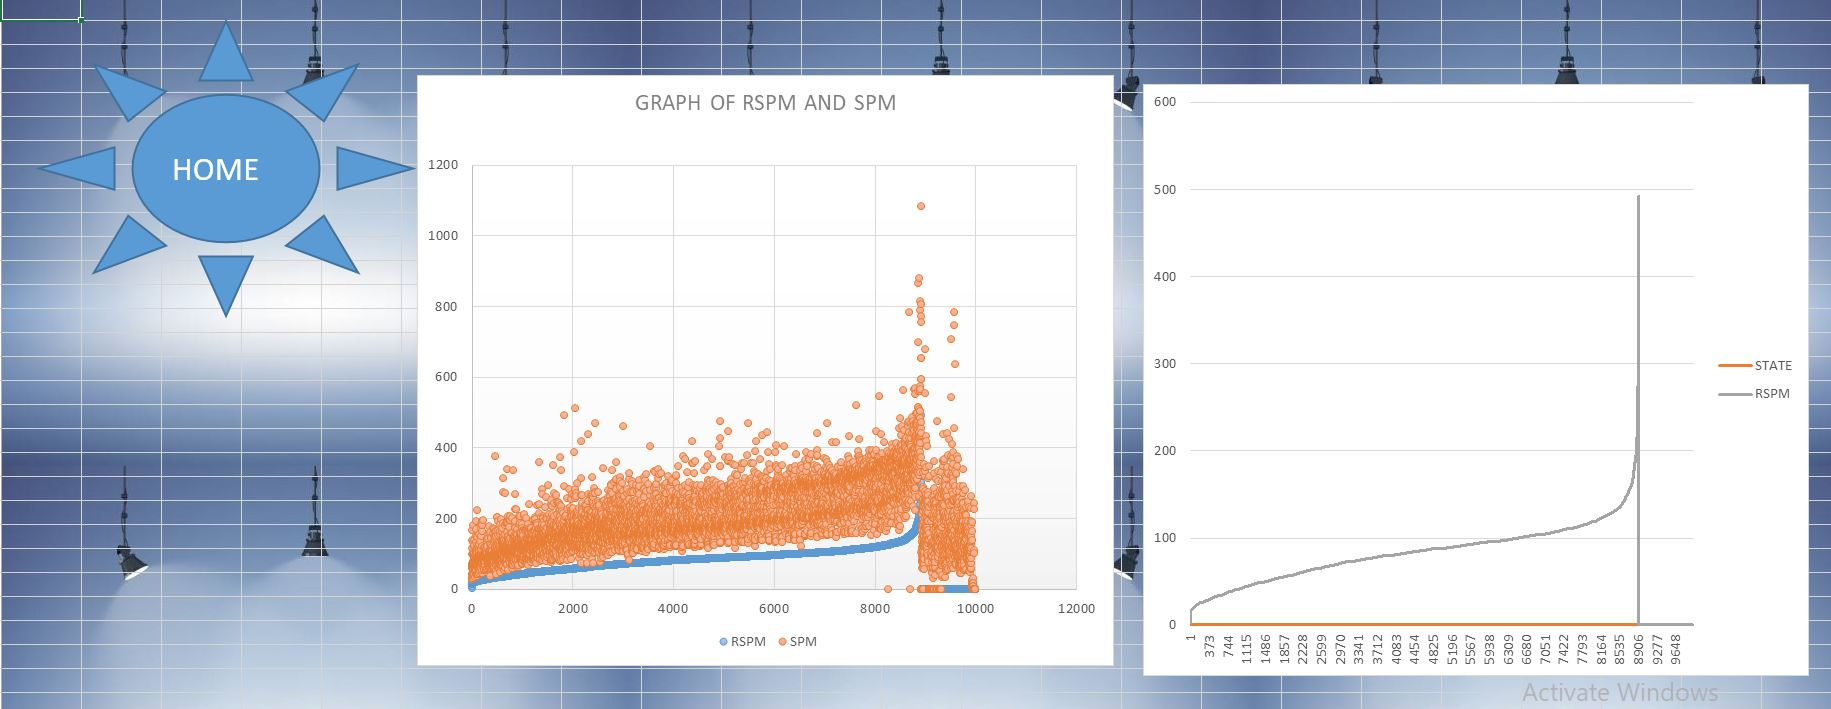 HOME
GRAPH OF RSPM AND SPM
1200
1000
800
600
400
200
0
0 2000 4000 6000 8000 10000 12000
RSPM SPM
600
500
400
300
200
100
0
STATE
RSPM
1 373 744 1115 1486 1857 2228 2599 2970 3341 3712 4083 4454 4825 5196 5567 5938 6309 6680 7051 7422 7793 8164 8535 8906 9277 9648
Activate Windows